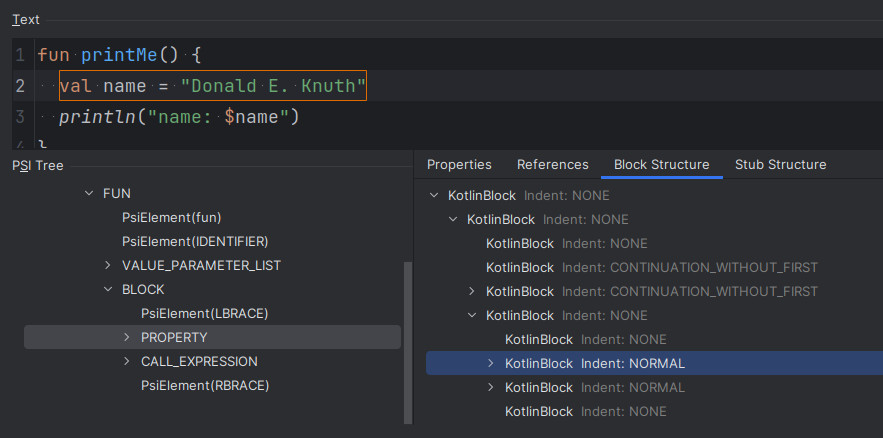 Text
1 fun printMe() {
2 val name = "Donald E. Knuth"
3 println("name: $name")
4 }
PSI Tree
FUN
PsiElement(fun)
PsiElement(IDENTIFIER)
VALUE_PARAMETER_LIST
BLOCK
PsiElement(LBRACE)
PROPERTY
CALL_EXPRESSION
PsiElement(RBRACE)
Properties References Block Structure Stub Structure
KotlinBlock Indent: NONE
KotlinBlock Indent: NONE
KotlinBlock Indent: NONE
KotlinBlock Indent: CONTINUATION_WITHOUT_FIRST
KotlinBlock Indent: CONTINUATION_WITHOUT_FIRST
KotlinBlock Indent: NONE
KotlinBlock Indent: NONE
KotlinBlock Indent: NORMAL
KotlinBlock Indent: NORMAL
KotlinBlock Indent: NONE